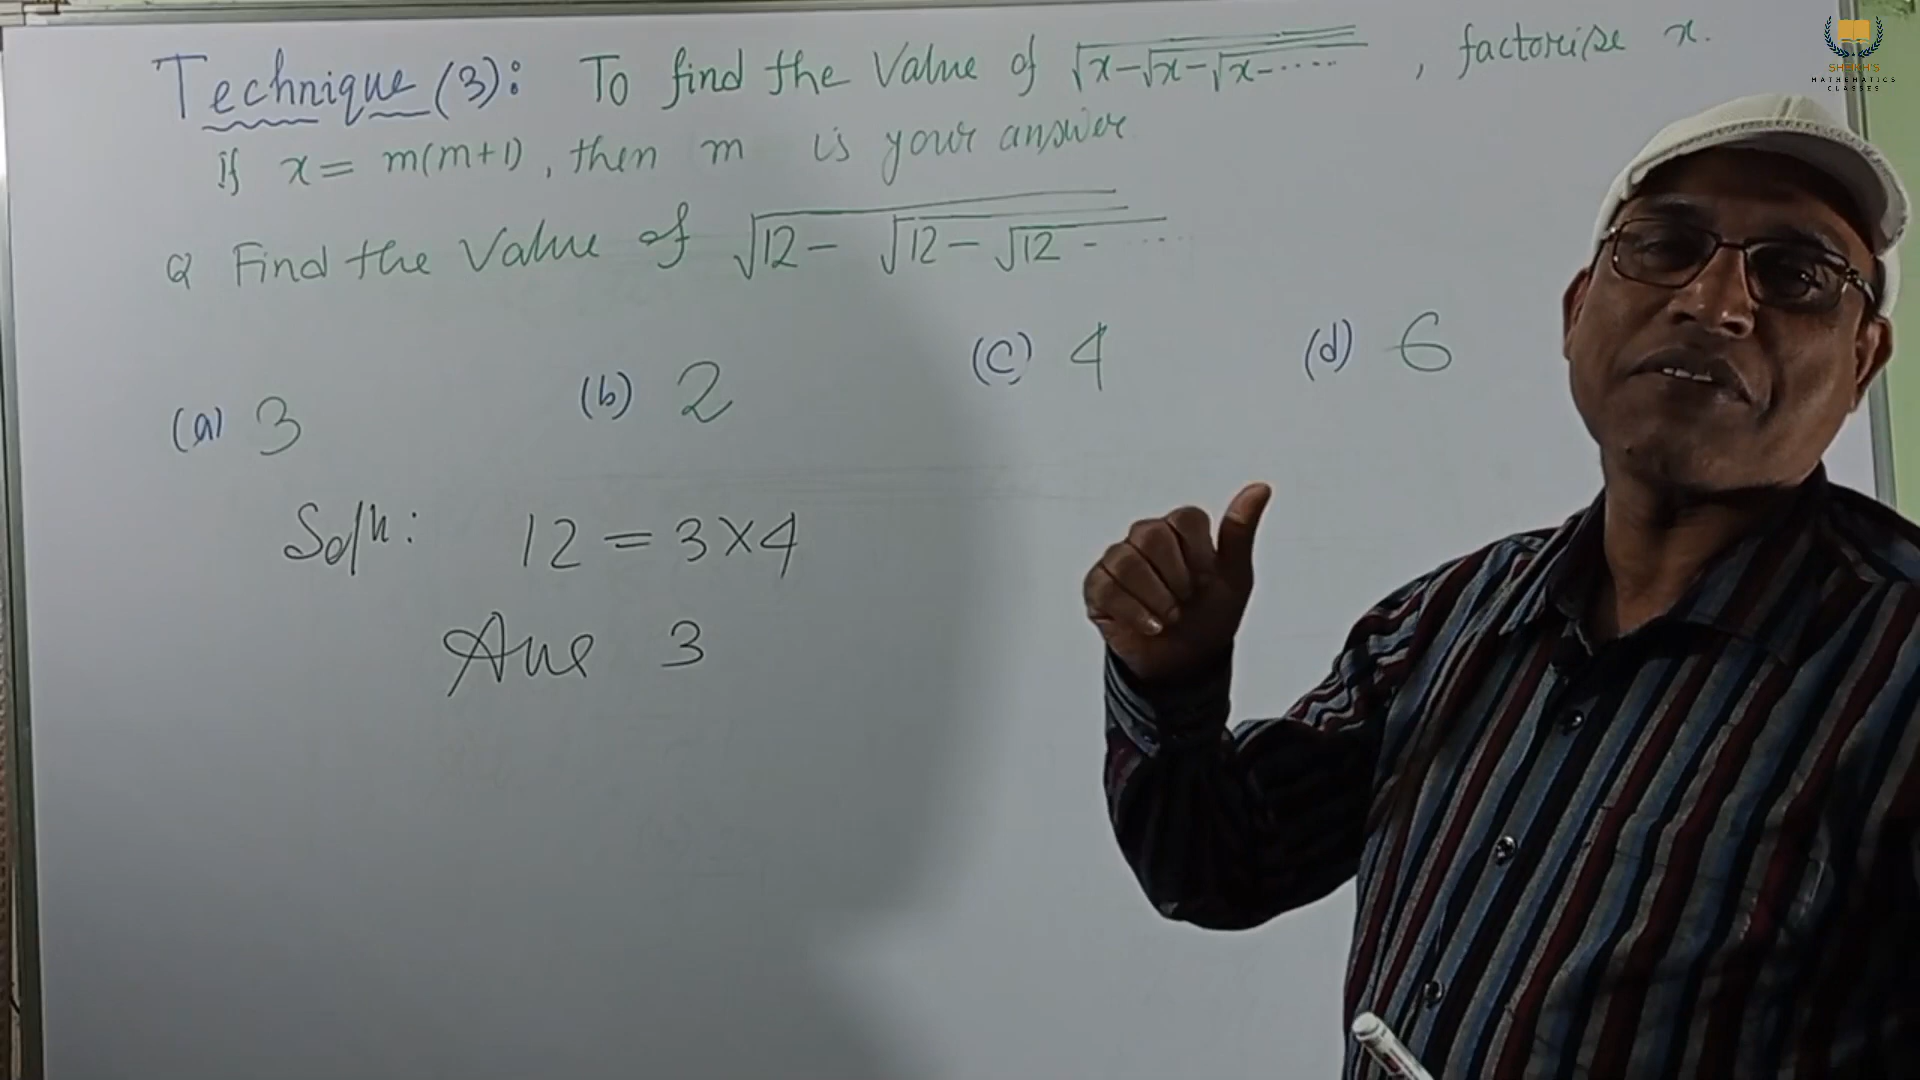 Technique (3): To find the Value of √x-√x-√x-...., factorise x.
if x = m(m+1), then m is your answer
Q Find the Value of √12 - √12 - √12 - ....
(a) 3 (b) 2 (c) 4 (d) 6
Soln: 12 = 3×4
Ans 3
SHEIKH'S
MATHEMATICS
CLASSES